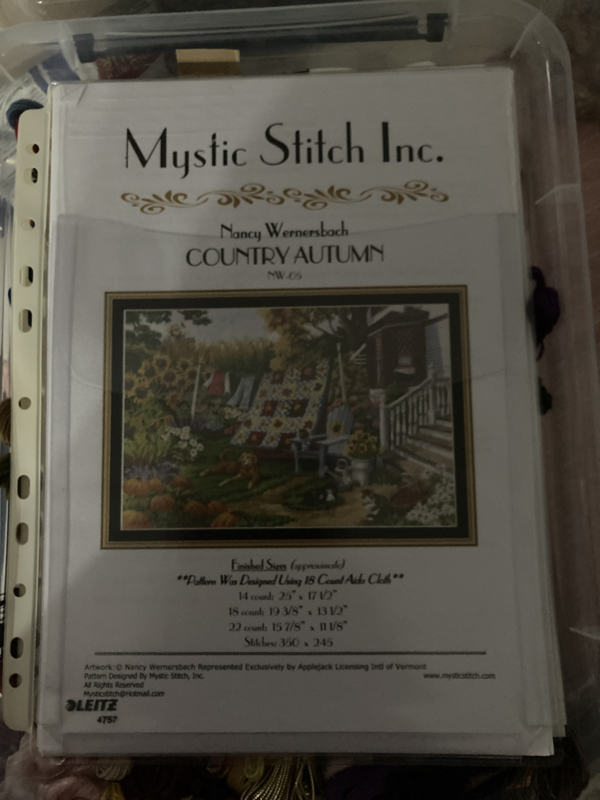 Mystic Stitch Inc.
Nancy Wernersbach
COUNTRY AUTUMN
NW-05
Finished Sizes (approximate)
**Pattern Was Designed Using 18 Count Aida Cloth**
14 count: 25" x 17 1/2"
18 count: 19 3/8" x 13 1/2"
22 count: 15 7/8" x 11 1/8"
Stitches: 350 x 245
Artwork: © Nancy Wernersbach Represented Exclusively by Applejack Licensing Intl of Vermont
Pattern Designed By Mystic Stitch, Inc. www.mysticstitch.com
All Rights Reserved
Mysticstitch@Hotmail.com
LEITZ
4757